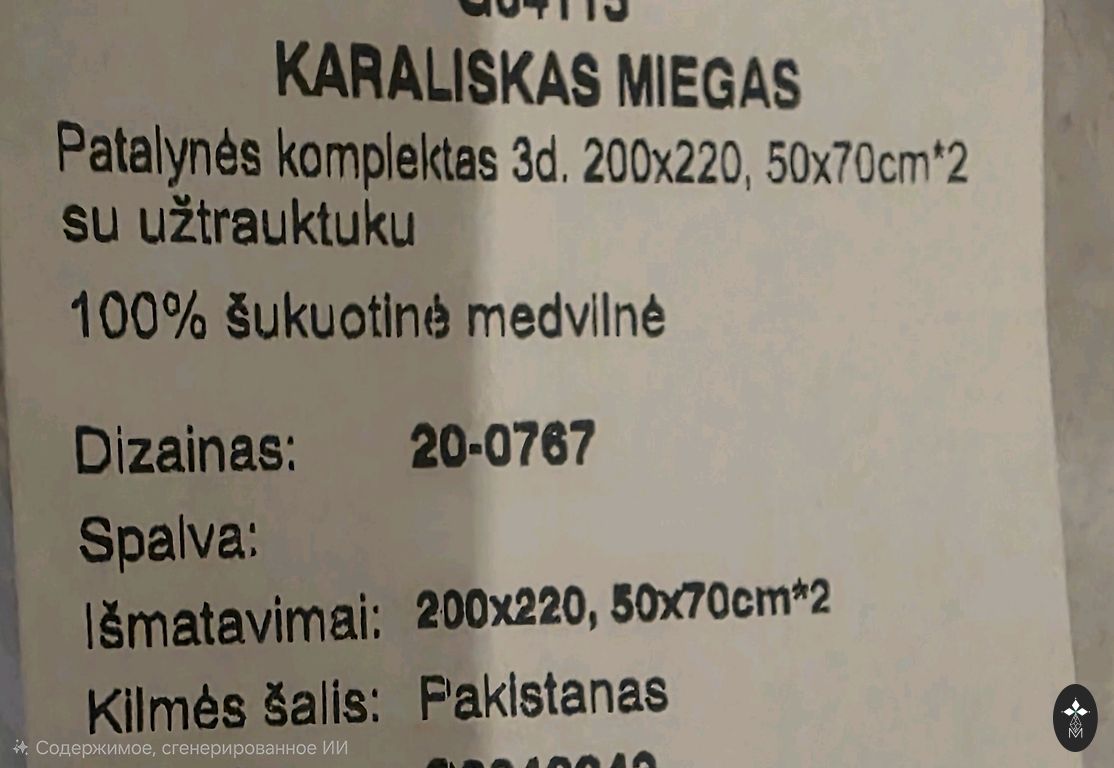 KARALISKAS MIEGAS
Patalynės komplektas 3d. 200x220, 50x70cm*2
su užtrauktuku
100% šukuotinė medvilnė
Dizainas: 20-0767
Spalva:
Išmatavimai: 200x220, 50x70cm*2
Kilmės šalis: Pakistanas
Содержимое, сгенерированное ИИ
M